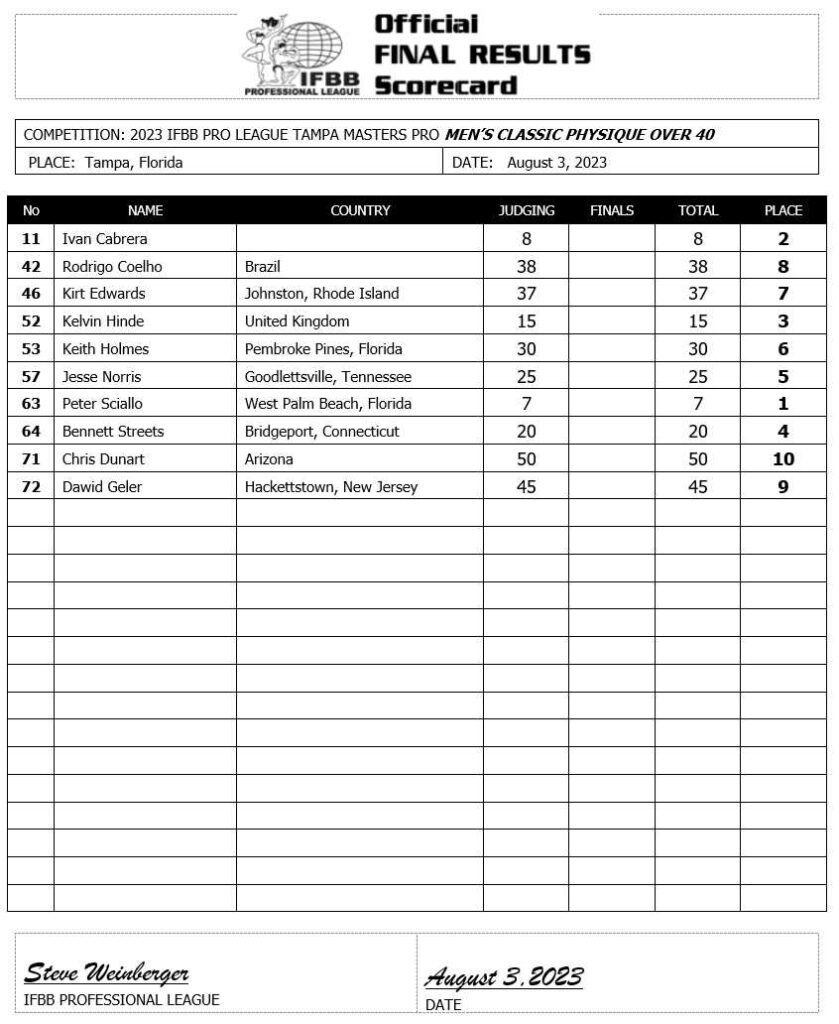 Official
FINAL RESULTS
Scorecard
IFBB
PROFESSIONAL LEAGUE
COMPETITION: 2023 IFBB PRO LEAGUE TAMPA MASTERS PRO MEN'S CLASSIC PHYSIQUE OVER 40
PLACE: Tampa, Florida DATE: August 3, 2023
No NAME COUNTRY JUDGING FINALS TOTAL PLACE
11 Ivan Cabrera 8 8 2
42 Rodrigo Coelho Brazil 38 38 8
46 Kirt Edwards Johnston, Rhode Island 37 37 7
52 Kelvin Hinde United Kingdom 15 15 3
53 Keith Holmes Pembroke Pines, Florida 30 30 6
57 Jesse Norris Goodlettsville, Tennessee 25 25 5
63 Peter Sciallo West Palm Beach, Florida 7 7 1
64 Bennett Streets Bridgeport, Connecticut 20 20 4
71 Chris Dunart Arizona 50 50 10
72 Dawid Geler Hackettstown, New Jersey 45 45 9
Steve Weinberger August 3, 2023
IFBB PROFESSIONAL LEAGUE DATE